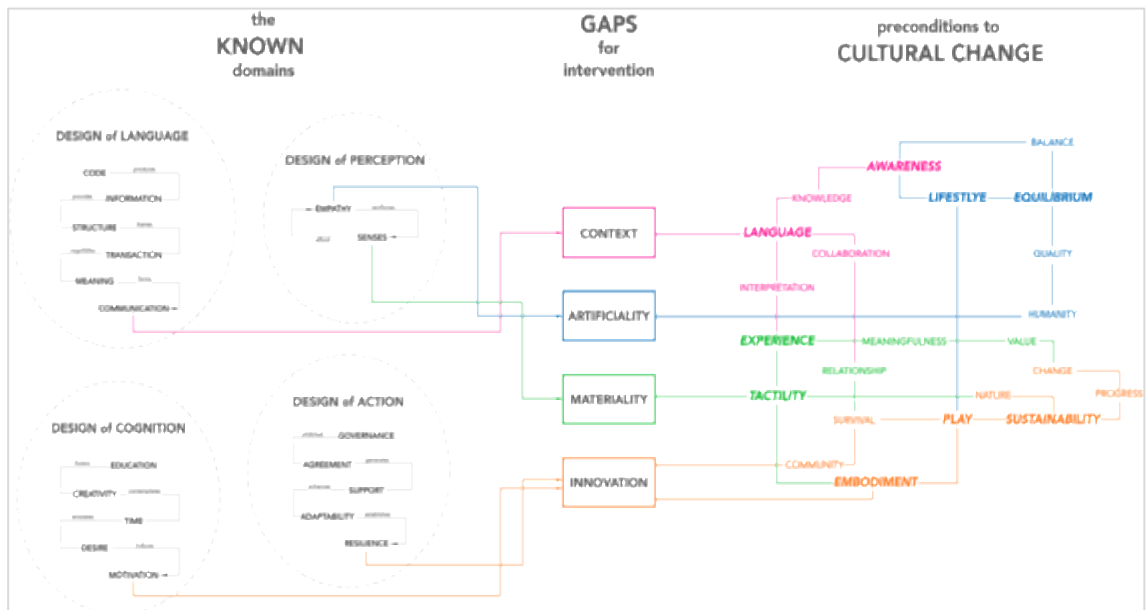 the
KNOWN
domains
GAPS
for
intervention
preconditions to
CULTURAL CHANGE
DESIGN of LANGUAGE
CODE
INFORMATION
STRUCTURE
TRANSACTION
MEANING
COMMUNICATION
DESIGN of PERCEPTION
EMPATHY
SENSES
DESIGN of COGNITION
EDUCATION
CREATIVITY
TIME
DESIRE
MOTIVATION
DESIGN of ACTION
GOVERNANCE
AGREEMENT
SUPPORT
ADAPTABILITY
RESILIENCE
CONTEXT
ARTIFICIALITY
MATERIALITY
INNOVATION
BALANCE
AWARENESS
KNOWLEDGE
LIFESTLYE
EQUILIBRIUM
LANGUAGE
COLLABORATION
QUALITY
INTERPRETATION
HUMANITY
EXPERIENCE
MEANINGFULNESS
VALUE
RELATIONSHIP
CHANGE
TACTILITY
NATURE
PROGRESS
SURVIVAL
PLAY
SUSTAINABILITY
COMMUNITY
EMBODIMENT